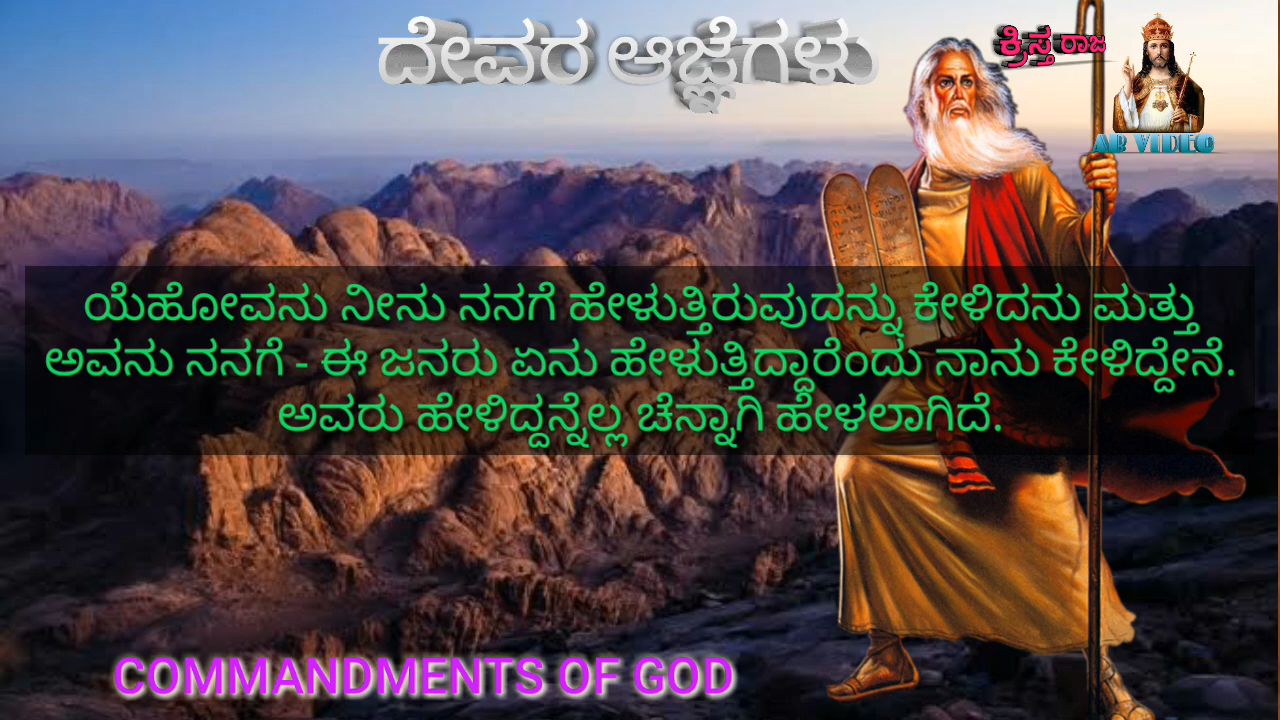 ದೇವರ ಆಜ್ಞೆಗಳು
ಕ್ರಿಸ್ತ ರಾಜ
AB VIDEO
ಯೆಹೋವನು ನೀನು ನನಗೆ ಹೇಳುತ್ತಿರುವುದನ್ನು ಕೇಳಿದನು ಮತ್ತು
ಅವನು ನನಗೆ - ಈ ಜನರು ಏನು ಹೇಳುತ್ತಿದ್ದಾರೆಂದು ನಾನು ಕೇಳಿದ್ದೇನೆ.
ಅವರು ಹೇಳಿದ್ದನ್ನೆಲ್ಲ ಚೆನ್ನಾಗಿ ಹೇಳಲಾಗಿದೆ.
COMMANDMENTS OF GOD